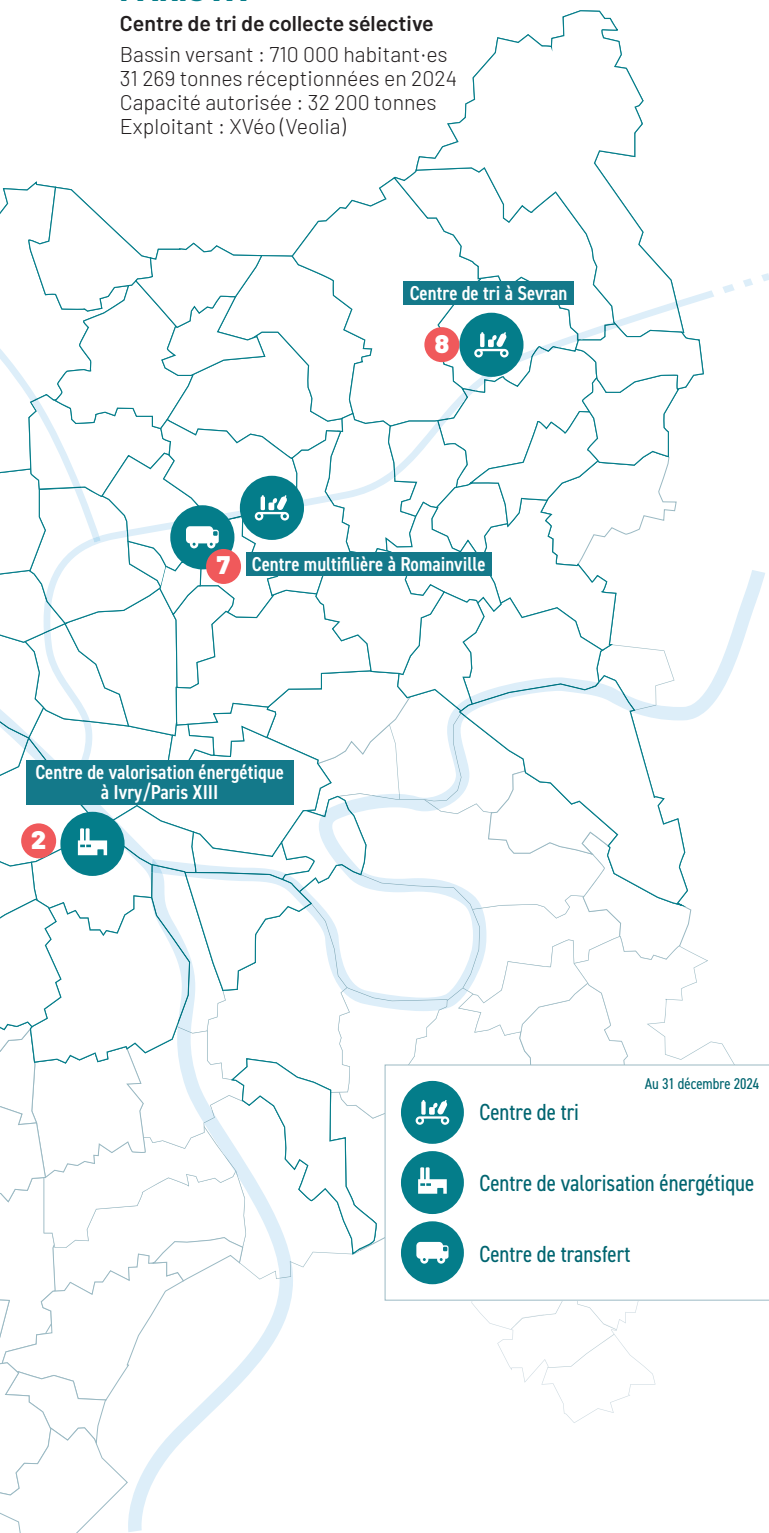 Centre de tri de collecte sélective
Bassin versant : 710 000 habitant·es
31 269 tonnes réceptionnées en 2024
Capacité autorisée : 32 200 tonnes
Exploitant : XVéo (Veolia)
Centre de tri à Sevran
8
7
Centre multifilière à Romainville
Centre de valorisation énergétique
à Ivry/Paris XIII
2
Au 31 décembre 2024
Centre de tri
Centre de valorisation énergétique
Centre de transfert